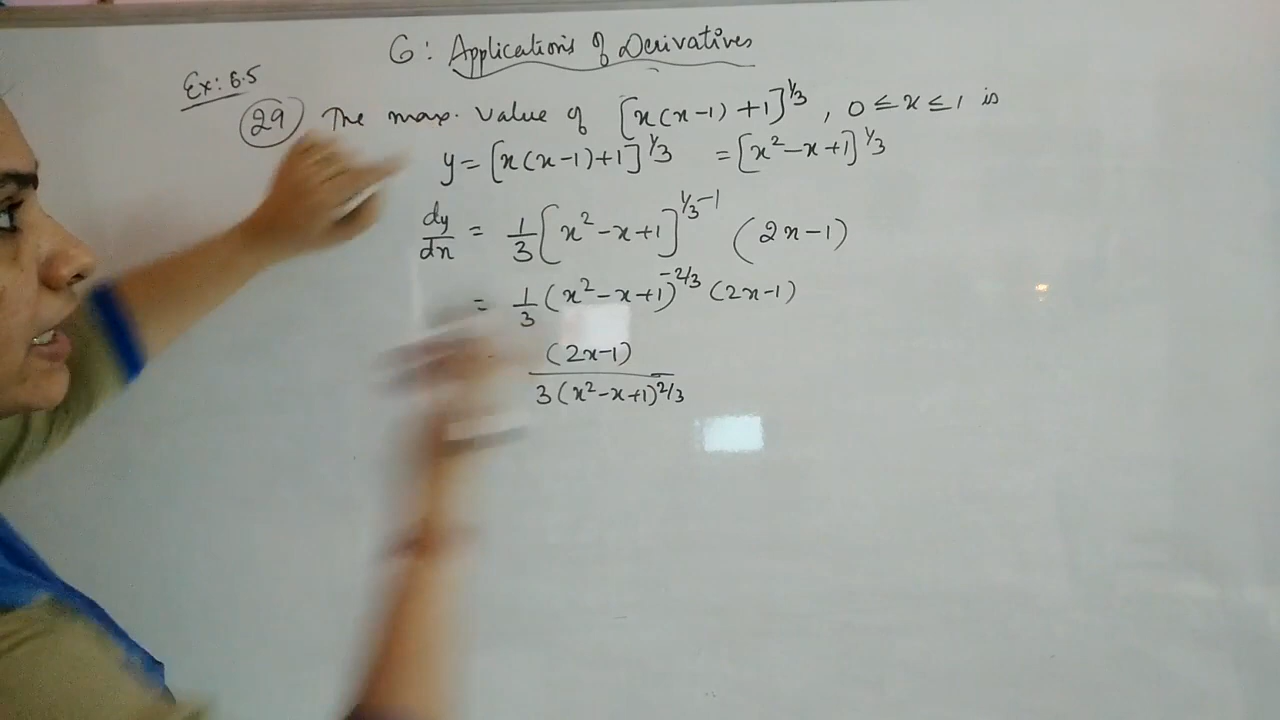 6 : Applications of Derivatives
Ex: 6.5
(29) The max. value of [x(x-1)+1]^1/3 , 0 ≤ x ≤ 1 is
y = [x(x-1)+1]^1/3 = [x²-x+1]^1/3
dy/dx = 1/3 [x²-x+1]^1/3-1 (2x-1)
= 1/3 (x²-x+1)^-2/3 (2x-1)
(2x-1) / 3(x²-x+1)^2/3